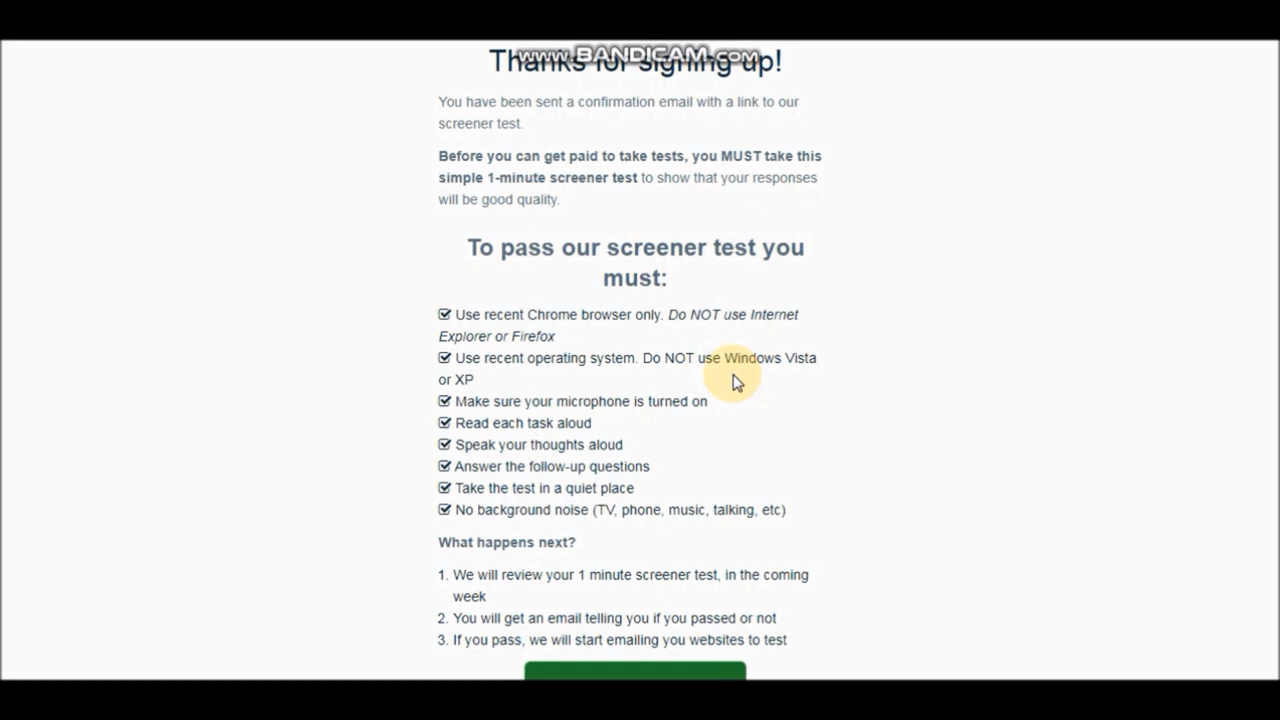 www.BANDICAM.com
Thanks for signing up!
You have been sent a confirmation email with a link to our
screener test.
Before you can get paid to take tests, you MUST take this
simple 1-minute screener test to show that your responses
will be good quality.
To pass our screener test you
must:
Use recent Chrome browser only. Do NOT use Internet
Explorer or Firefox
Use recent operating system. Do NOT use Windows Vista
or XP
Make sure your microphone is turned on
Read each task aloud
Speak your thoughts aloud
Answer the follow-up questions
Take the test in a quiet place
No background noise (TV, phone, music, talking, etc)
What happens next?
1. We will review your 1 minute screener test, in the coming
week
2. You will get an email telling you if you passed or not
3. If you pass, we will start emailing you websites to test